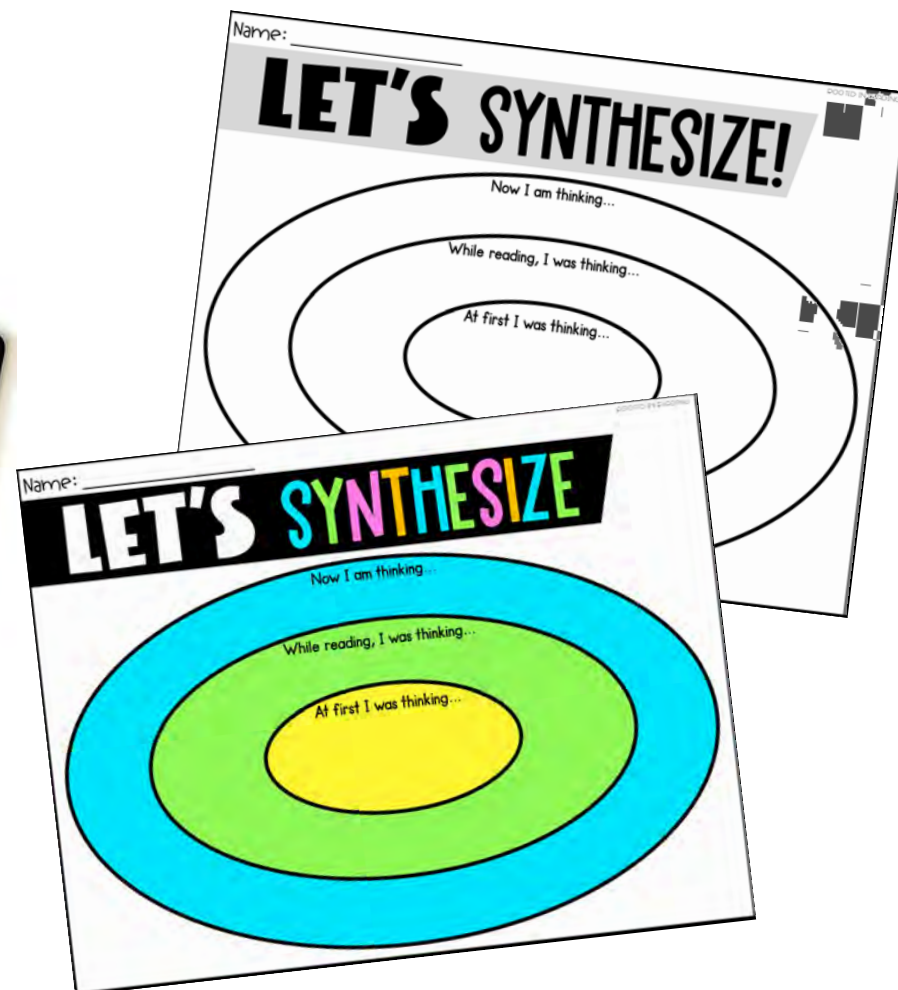 Name:
LET'S SYNTHESIZE!
Now I am thinking...
While reading, I was thinking...
At first I was thinking...
Name:
LET'S SYNTHESIZE
Now I am thinking...
While reading, I was thinking...
At first I was thinking...